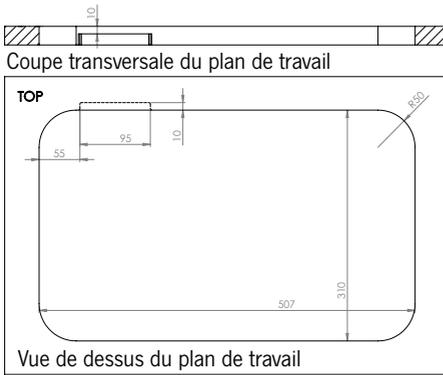 10
Coupe transversale du plan de travail
TOP
R50
95
10
55
310
507
Vue de dessus du plan de travail